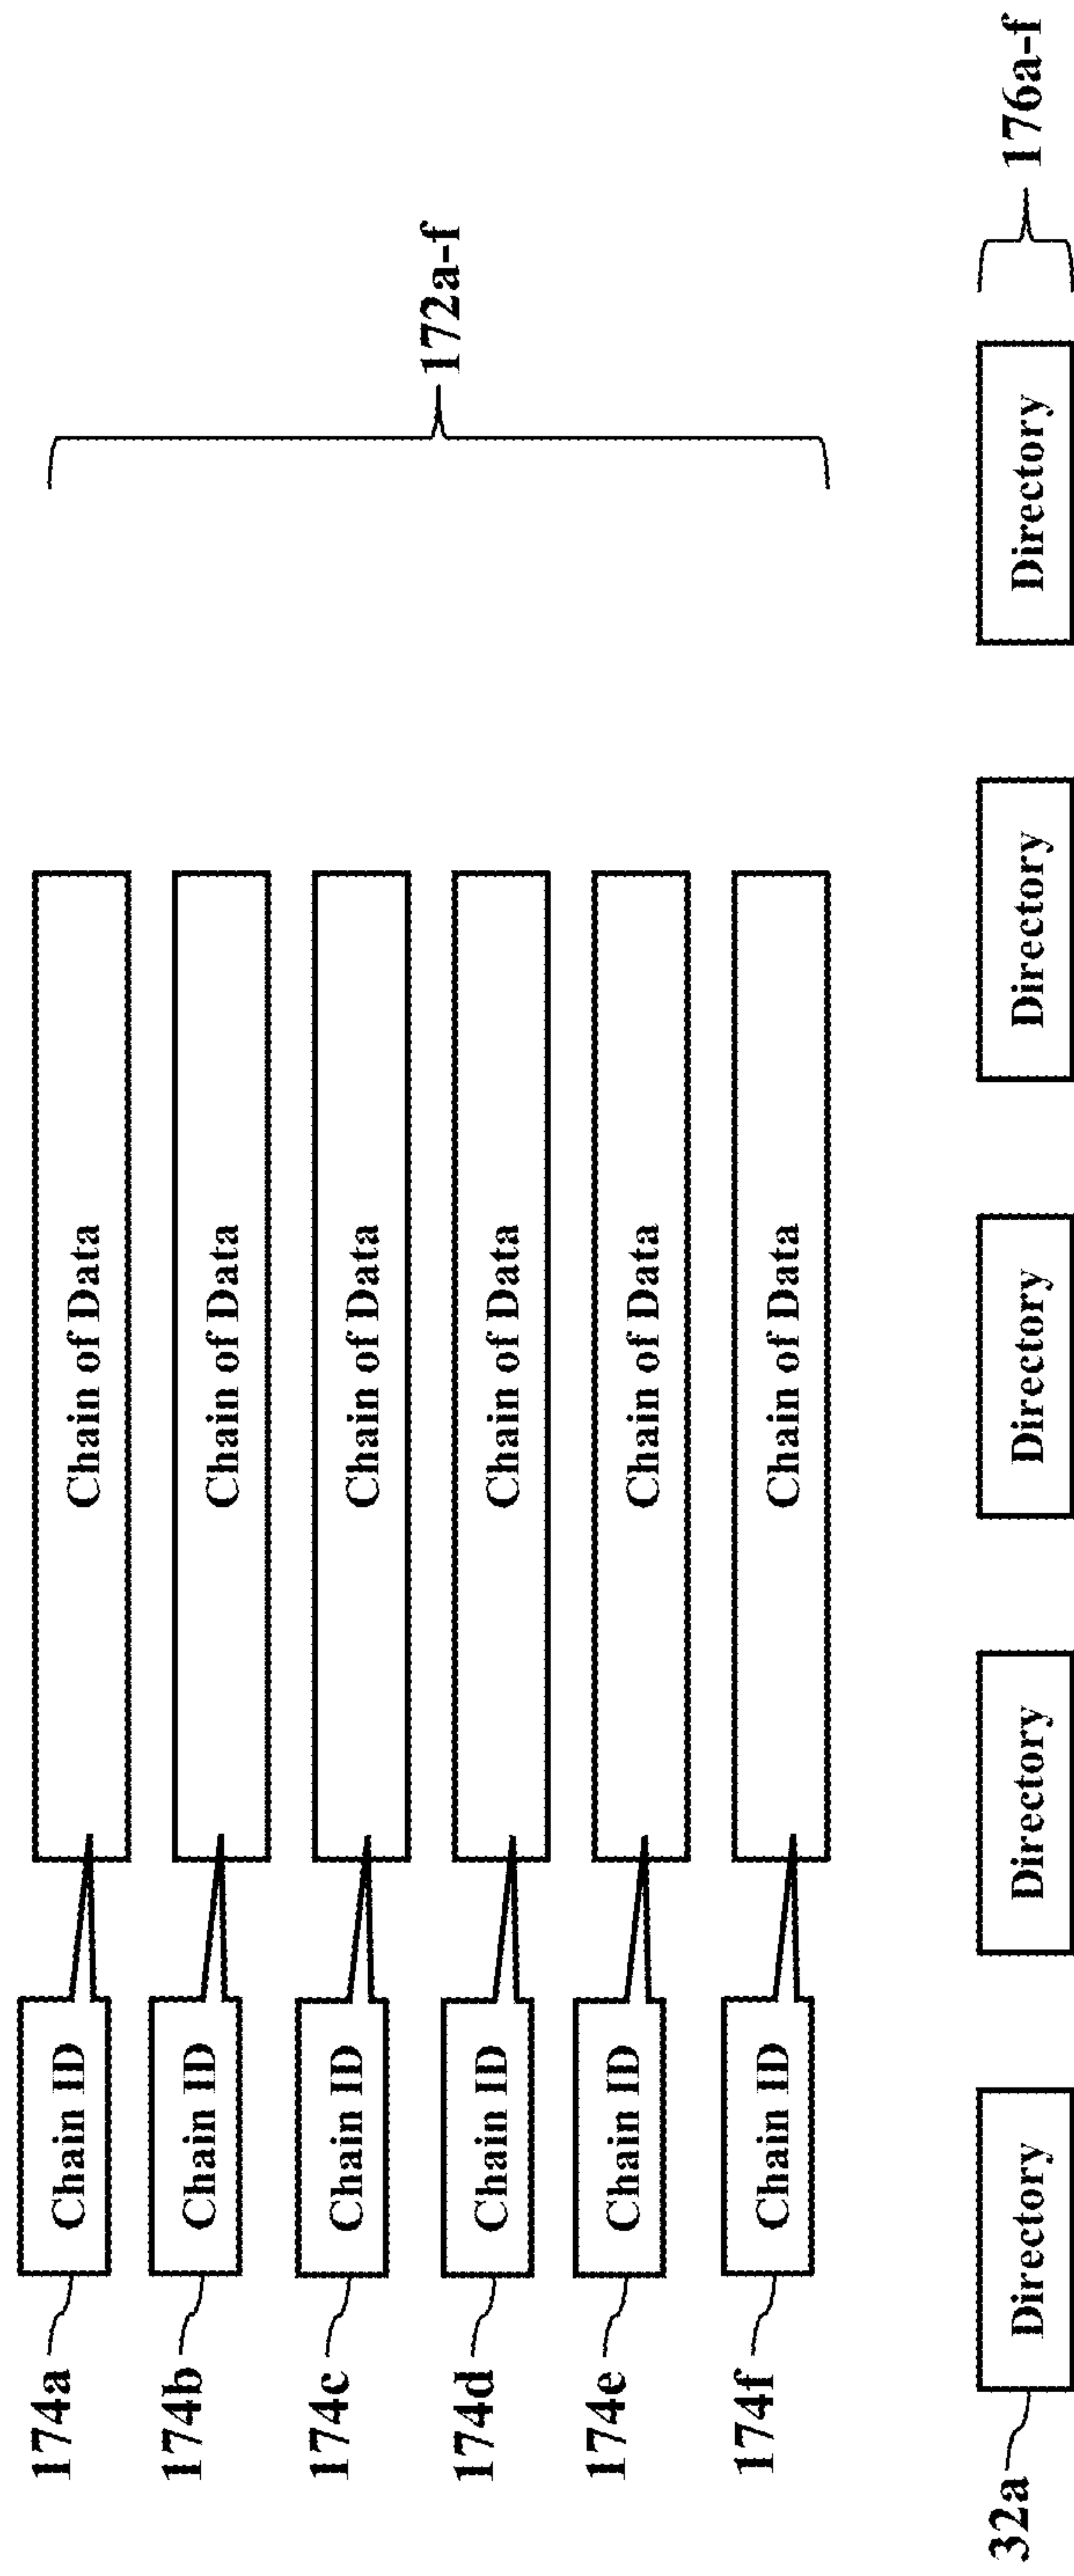 174a
Chain ID
Chain of Data
174b
Chain ID
Chain of Data
174c
Chain ID
Chain of Data
172a-f
174d
Chain ID
Chain of Data
174e
Chain ID
Chain of Data
174f
Chain ID
Chain of Data
32a
Directory
Directory
Directory
Directory
Directory
176a-f